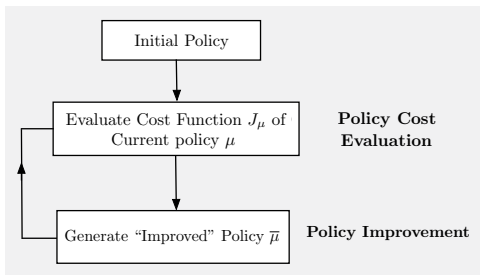 Initial Policy
Evaluate Cost Function J_μ of
Current policy μ
Policy Cost
Evaluation
Generate “Improved” Policy μ̅
Policy Improvement